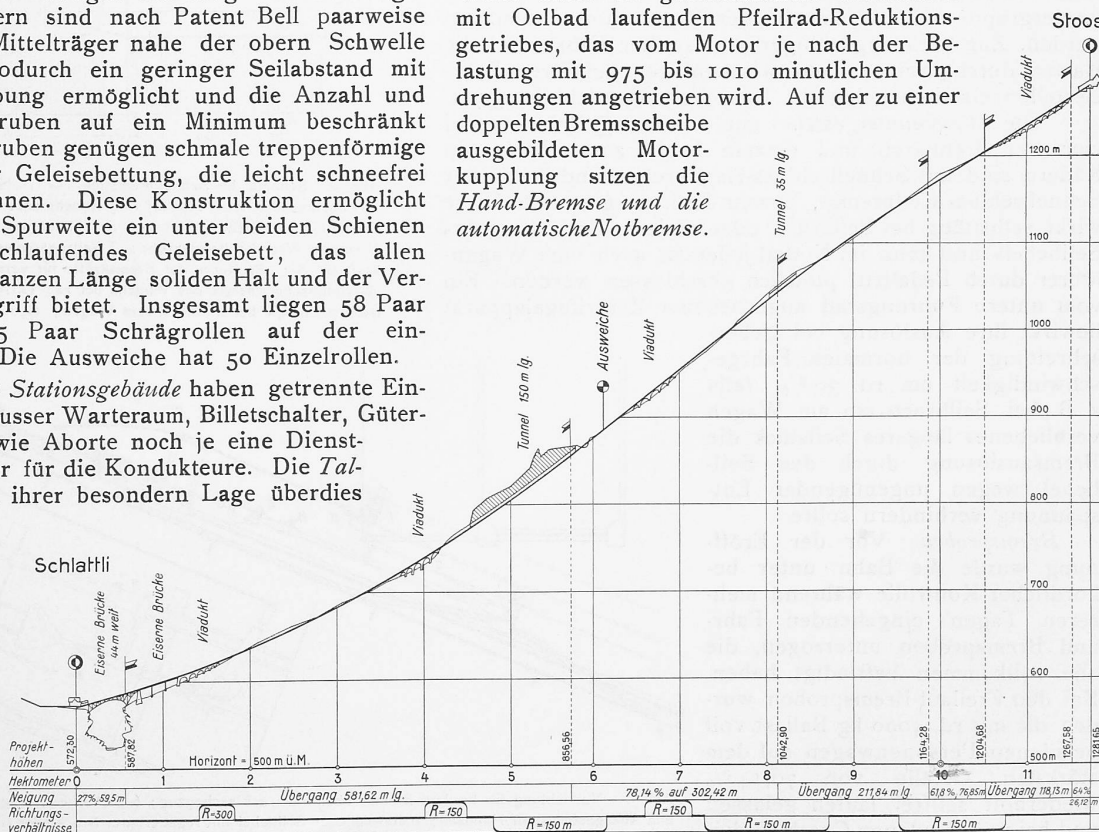 ern sind nach Patent Bell paarweise
Mittelträger nahe der obern Schwelle
odurch ein geringer Seilabstand mit
bung ermöglicht und die Anzahl und
ruben auf ein Minimum beschränkt
ruben genügen schmale treppenförmige
Geleisebettung, die leicht schneefrei
nnen. Diese Konstruktion ermöglicht
Spurweite ein unter beiden Schienen
chlaufendes Geleisebett, das allen
anzen Länge soliden Halt und der Ver-
griff bietet. Insgesamt liegen 58 Paar
5 Paar Schrägrollen auf der ein-
Die Ausweiche hat 50 Einzelrollen.
Stationsgebäude haben getrennte Ein-
usser Warteraum, Billetschalter, Güter-
wie Aborte noch je eine Dienst-
r für die Kondukteure. Die Tal-
ihrer besondern Lage überdies
mit Oelbad laufenden Pfeilrad-Reduktions-
getriebes, das vom Motor je nach der Be-
lastung mit 975 bis 1010 minutlichen Um-
drehungen angetrieben wird. Auf der zu einer
doppelten Bremsscheibe
ausgebildeten Motor-
kupplung sitzen die
Hand-Bremse und die
automatische Notbremse.
Stoos
Viadukt
1200 m
Tunnel 35 m lg.
1100
1000
Ausweiche
Viadukt
Tunnel 150 m lg.
900
800
Viadukt
700
Schlattli
Eiserne Brücke
44 m weit
Eiserne Brücke
Viadukt
600
500 m
Projekt-
höhen
572,30
587,82
Horizont = 500 m ü.M.
866,56
1042,90
1164,28
1204,68
1267,58
1281,65
Hektometer 0 1 2 3 4 5 6 7 8 9 10 11
Neigung 27%, 59,5 m Übergang 581,62 m lg. 78,14 % auf 302,42 m Übergang 211,84 m lg. 61,8 %, 76,85 m Übergang 118,13 m 64%
26,12 m
Richtungs-
verhältnisse
R=300 R=150 R=150 m R=150 R=150 m R=150 m